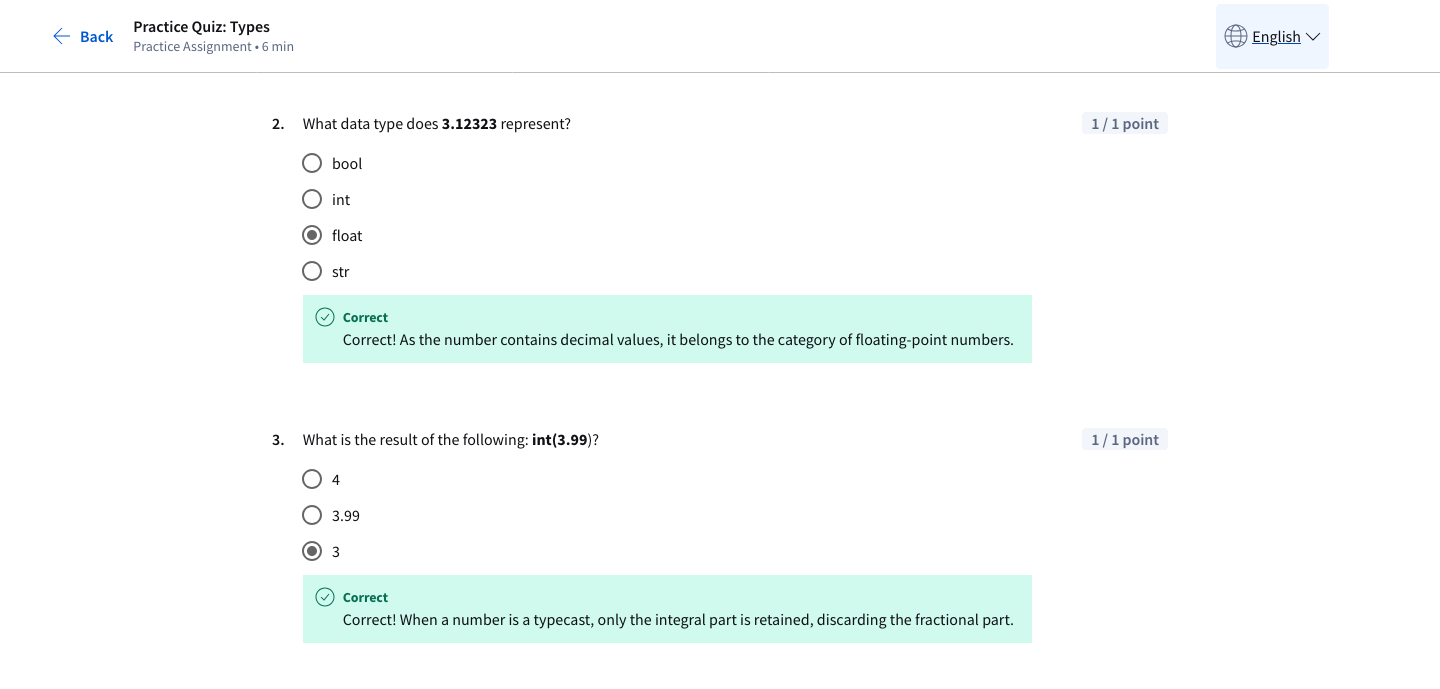 Back
Practice Quiz: Types
Practice Assignment • 6 min
English
2. What data type does 3.12323 represent?
1 / 1 point
bool
int
float
str
Correct
Correct! As the number contains decimal values, it belongs to the category of floating-point numbers.
3. What is the result of the following: int(3.99)?
1 / 1 point
4
3.99
3
Correct
Correct! When a number is a typecast, only the integral part is retained, discarding the fractional part.